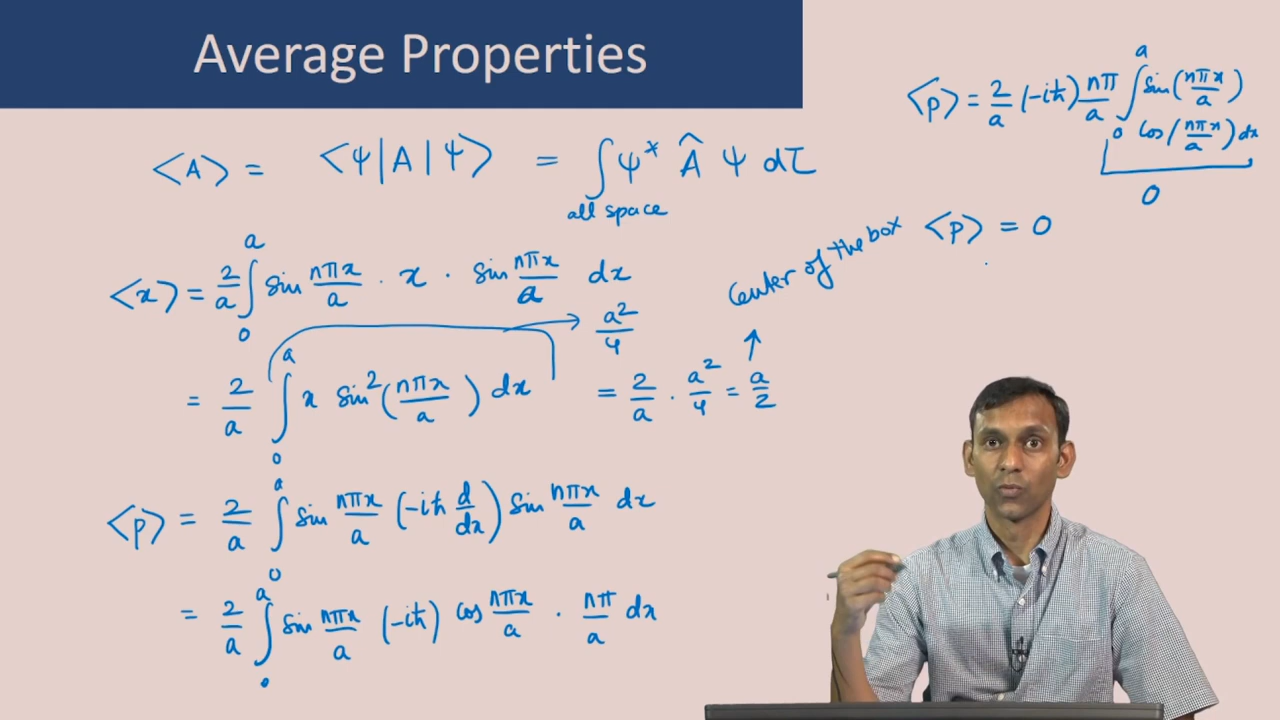 Average Properties
<A> = <Ψ|A|Ψ> = ∫ Ψ* Â Ψ dτ
all space
<x> = 2/a ∫₀ᵃ sin nπx/a · x · sin nπx/a dx
= 2/a ∫₀ᵃ x sin² (nπx/a) dx → a²/4
= 2/a · a²/4 = a/2 → center of the box
<p> = 2/a ∫₀ᵃ sin nπx/a (-iħ d/dx) sin nπx/a dx
= 2/a ∫₀ᵃ sin nπx/a (-iħ) cos nπx/a · nπ/a dx
<p> = 2/a (-iħ) nπ/a ∫₀ᵃ sin(nπx/a)
cos(nπx/a) dx
0
<p> = 0